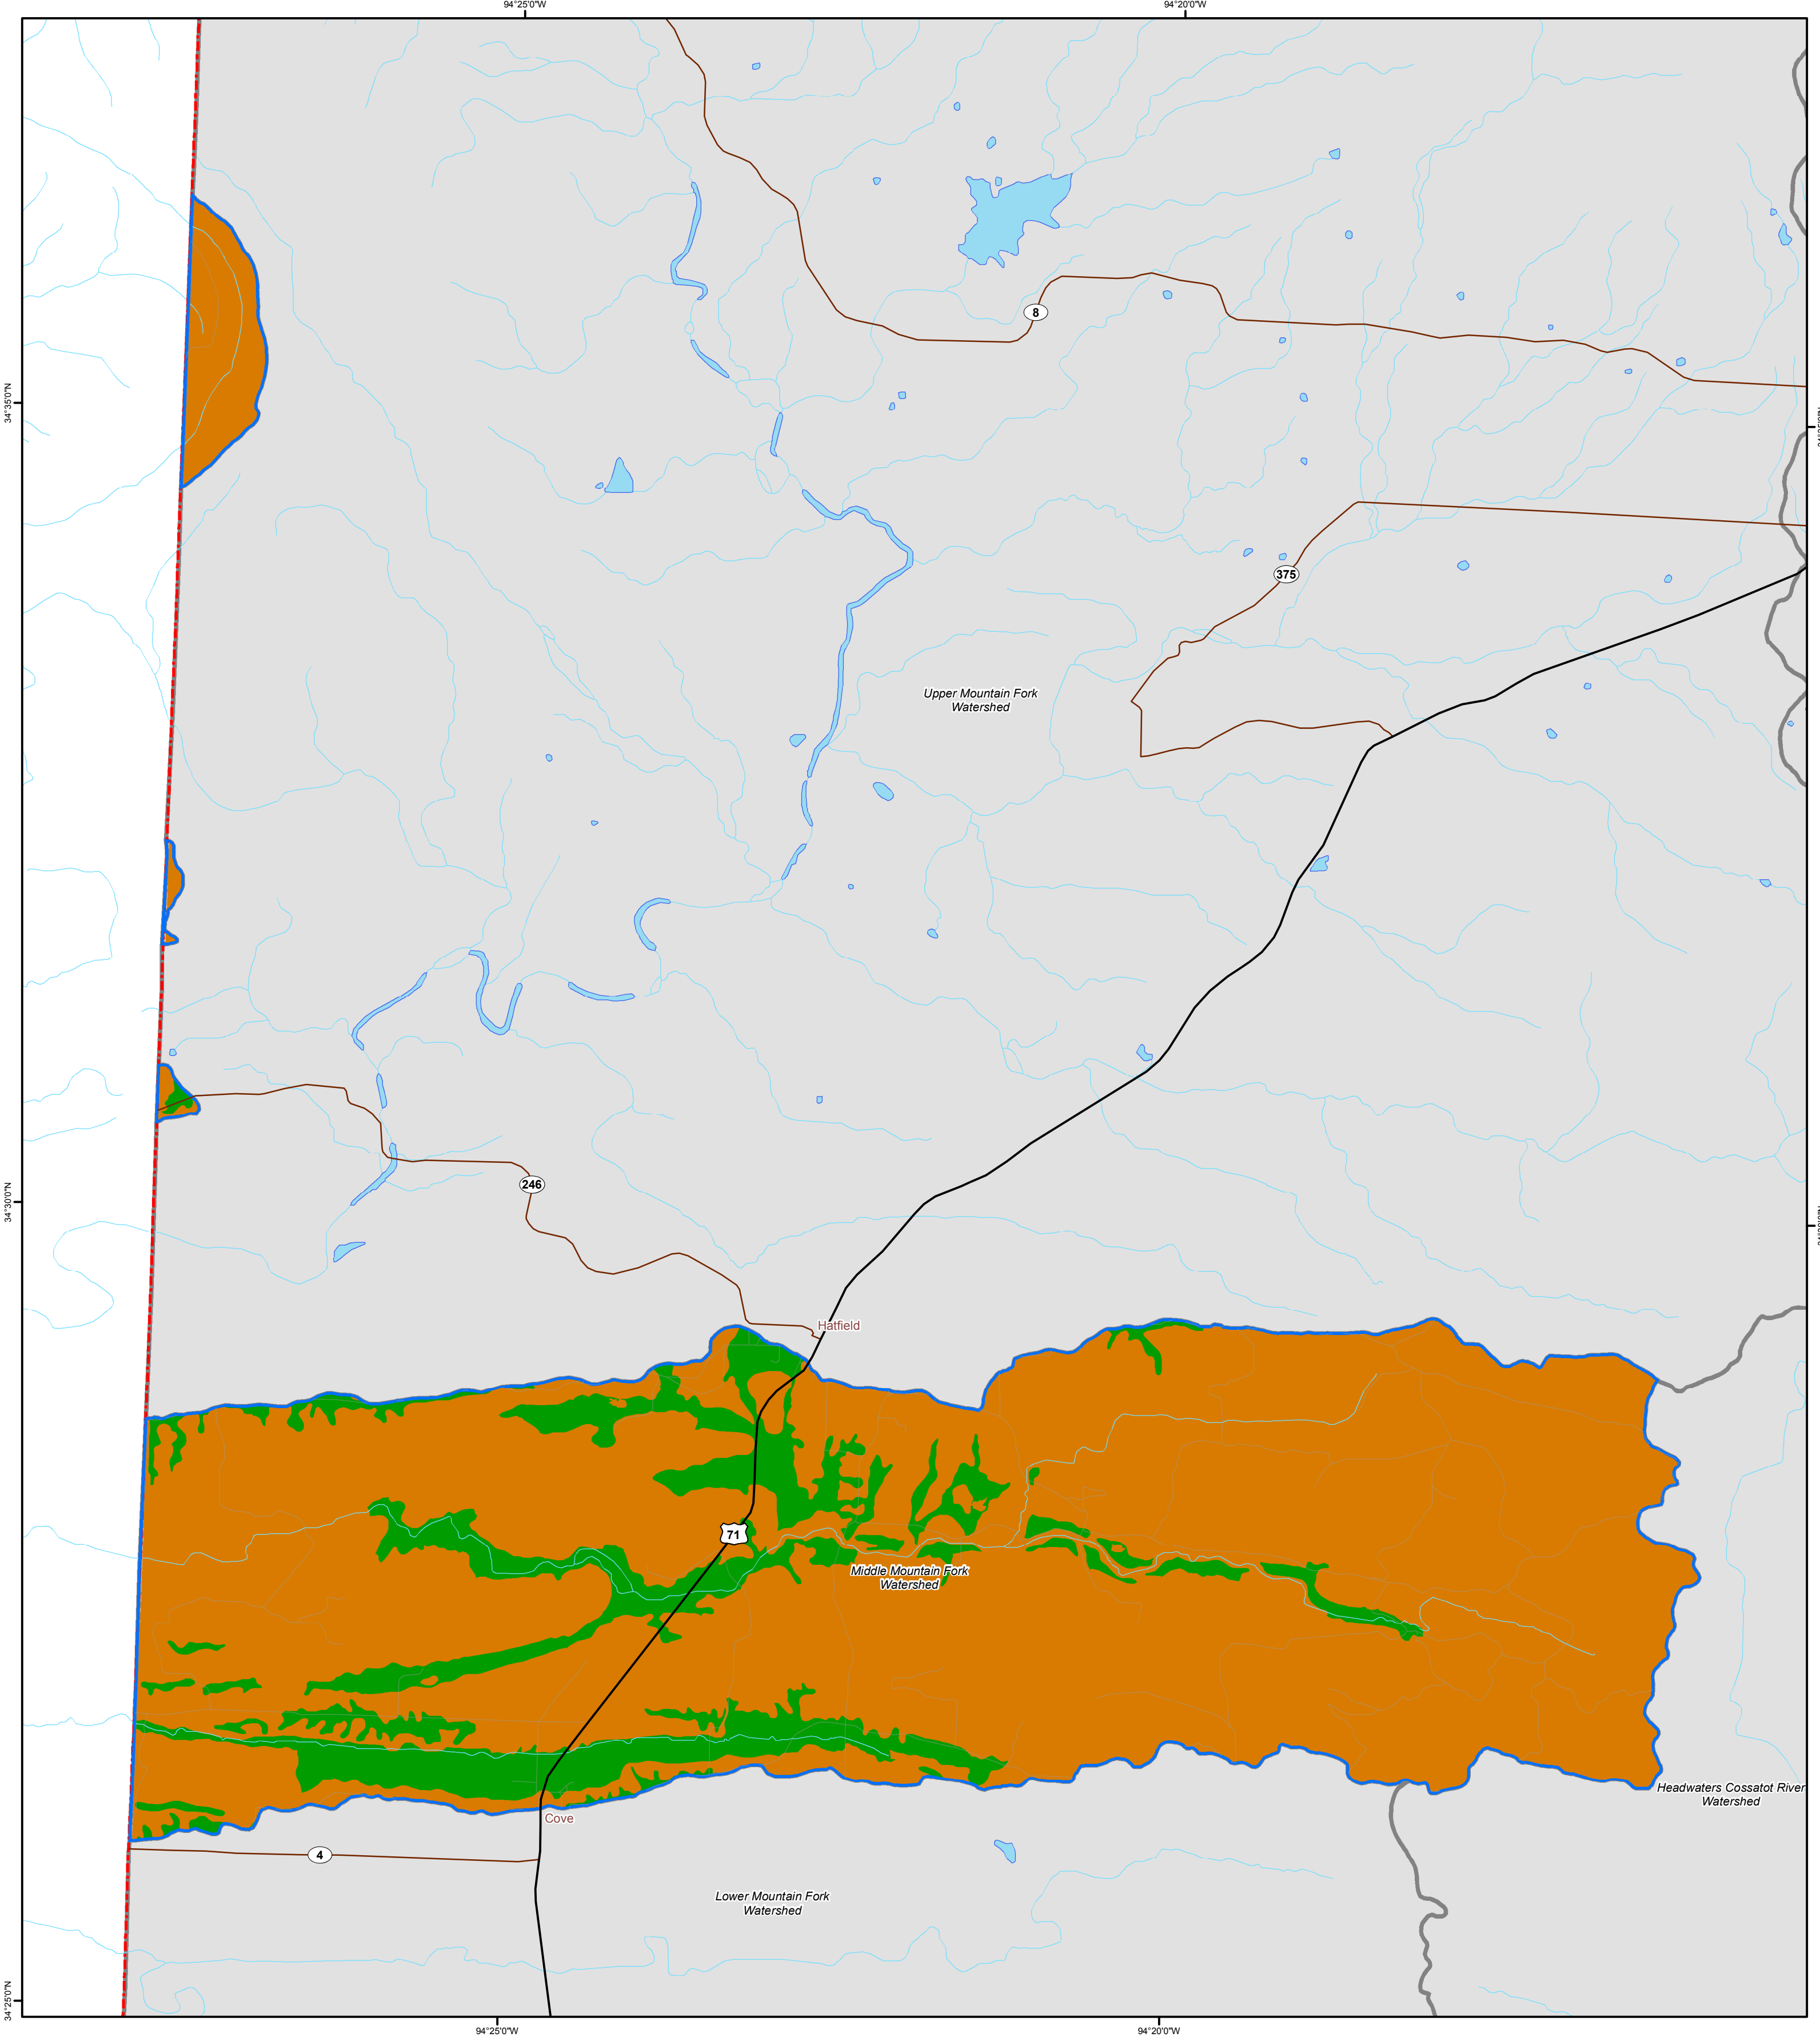 94°25'0"W
94°20'0"W
8
34°35'0"N
375
Upper Mountain Fork
Watershed
246
34°30'0"N
Hatfield
71
Middle Mountain Fork
Watershed
Headwaters Cossatot River
Watershed
Cove
4
Lower Mountain Fork
Watershed
34°25'0"N
94°25'0"W
94°20'0"W